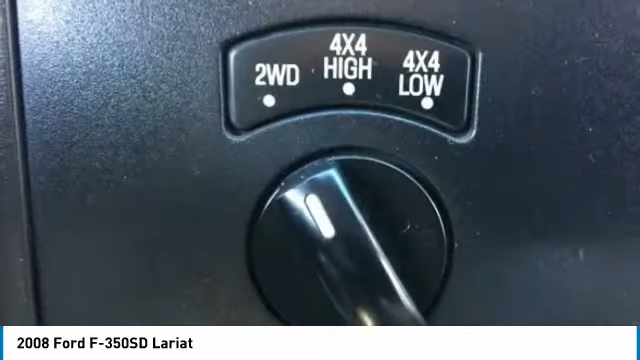 2WD
4X4
HIGH
4X4
LOW
2008 Ford F-350SD Lariat